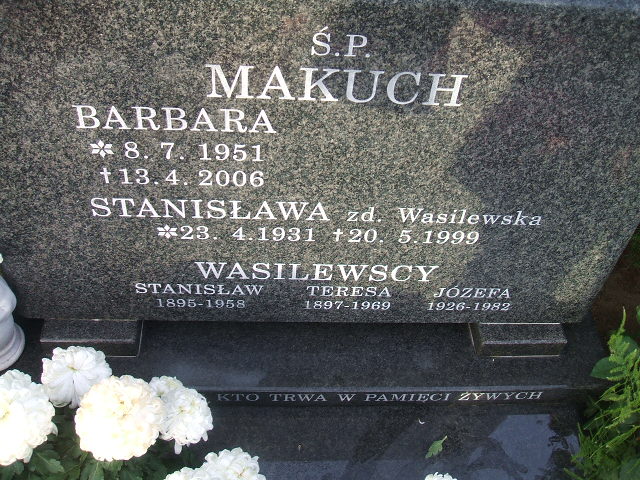 Ś.P.
MAKUCH
BARBARA
* 8. 7. 1951
†13. 4. 2006
STANISŁAWA zd. Wasilewska
*23. 4.1931 †20. 5.1999
WASILEWSCY
STANISŁAW TERESA JÓZEFA
1895-1958 1897-1969 1926-1982
KTO TRWA W PAMIĘCI ŻYWYCH